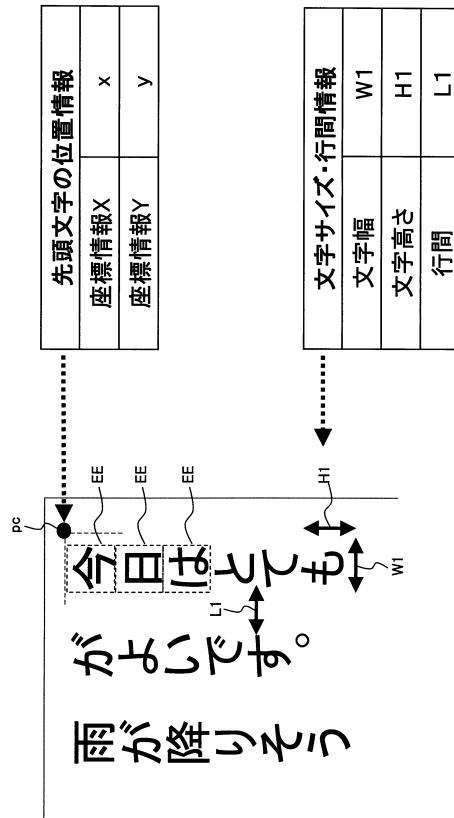 先頭文字の位置情報
座標情報X x
座標情報Y y
文字サイズ・行間情報
文字幅 W1
文字高さ H1
行間 L1
pc
EE
EE
EE
今日はとても
H1
W1
L1
がよいです。
雨が降りそう